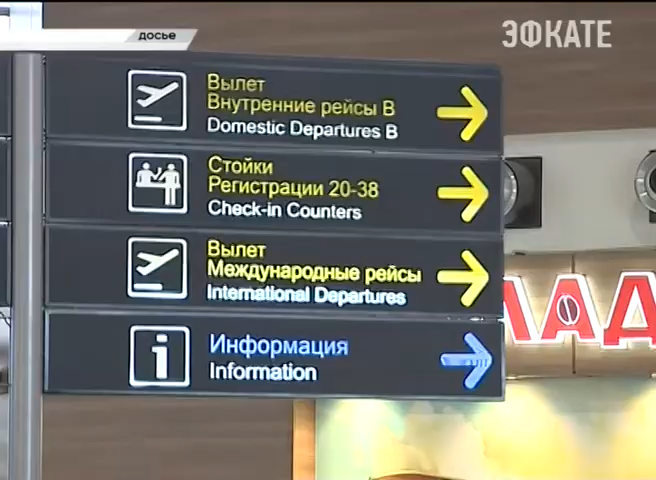 досье
ЭФКАТЕ
Вылет
Внутренние рейсы В
Domestic Departures B
Стойки
Регистрации 20-38
Check-in Counters
Вылет
Международные рейсы
International Departures
Информация
Information